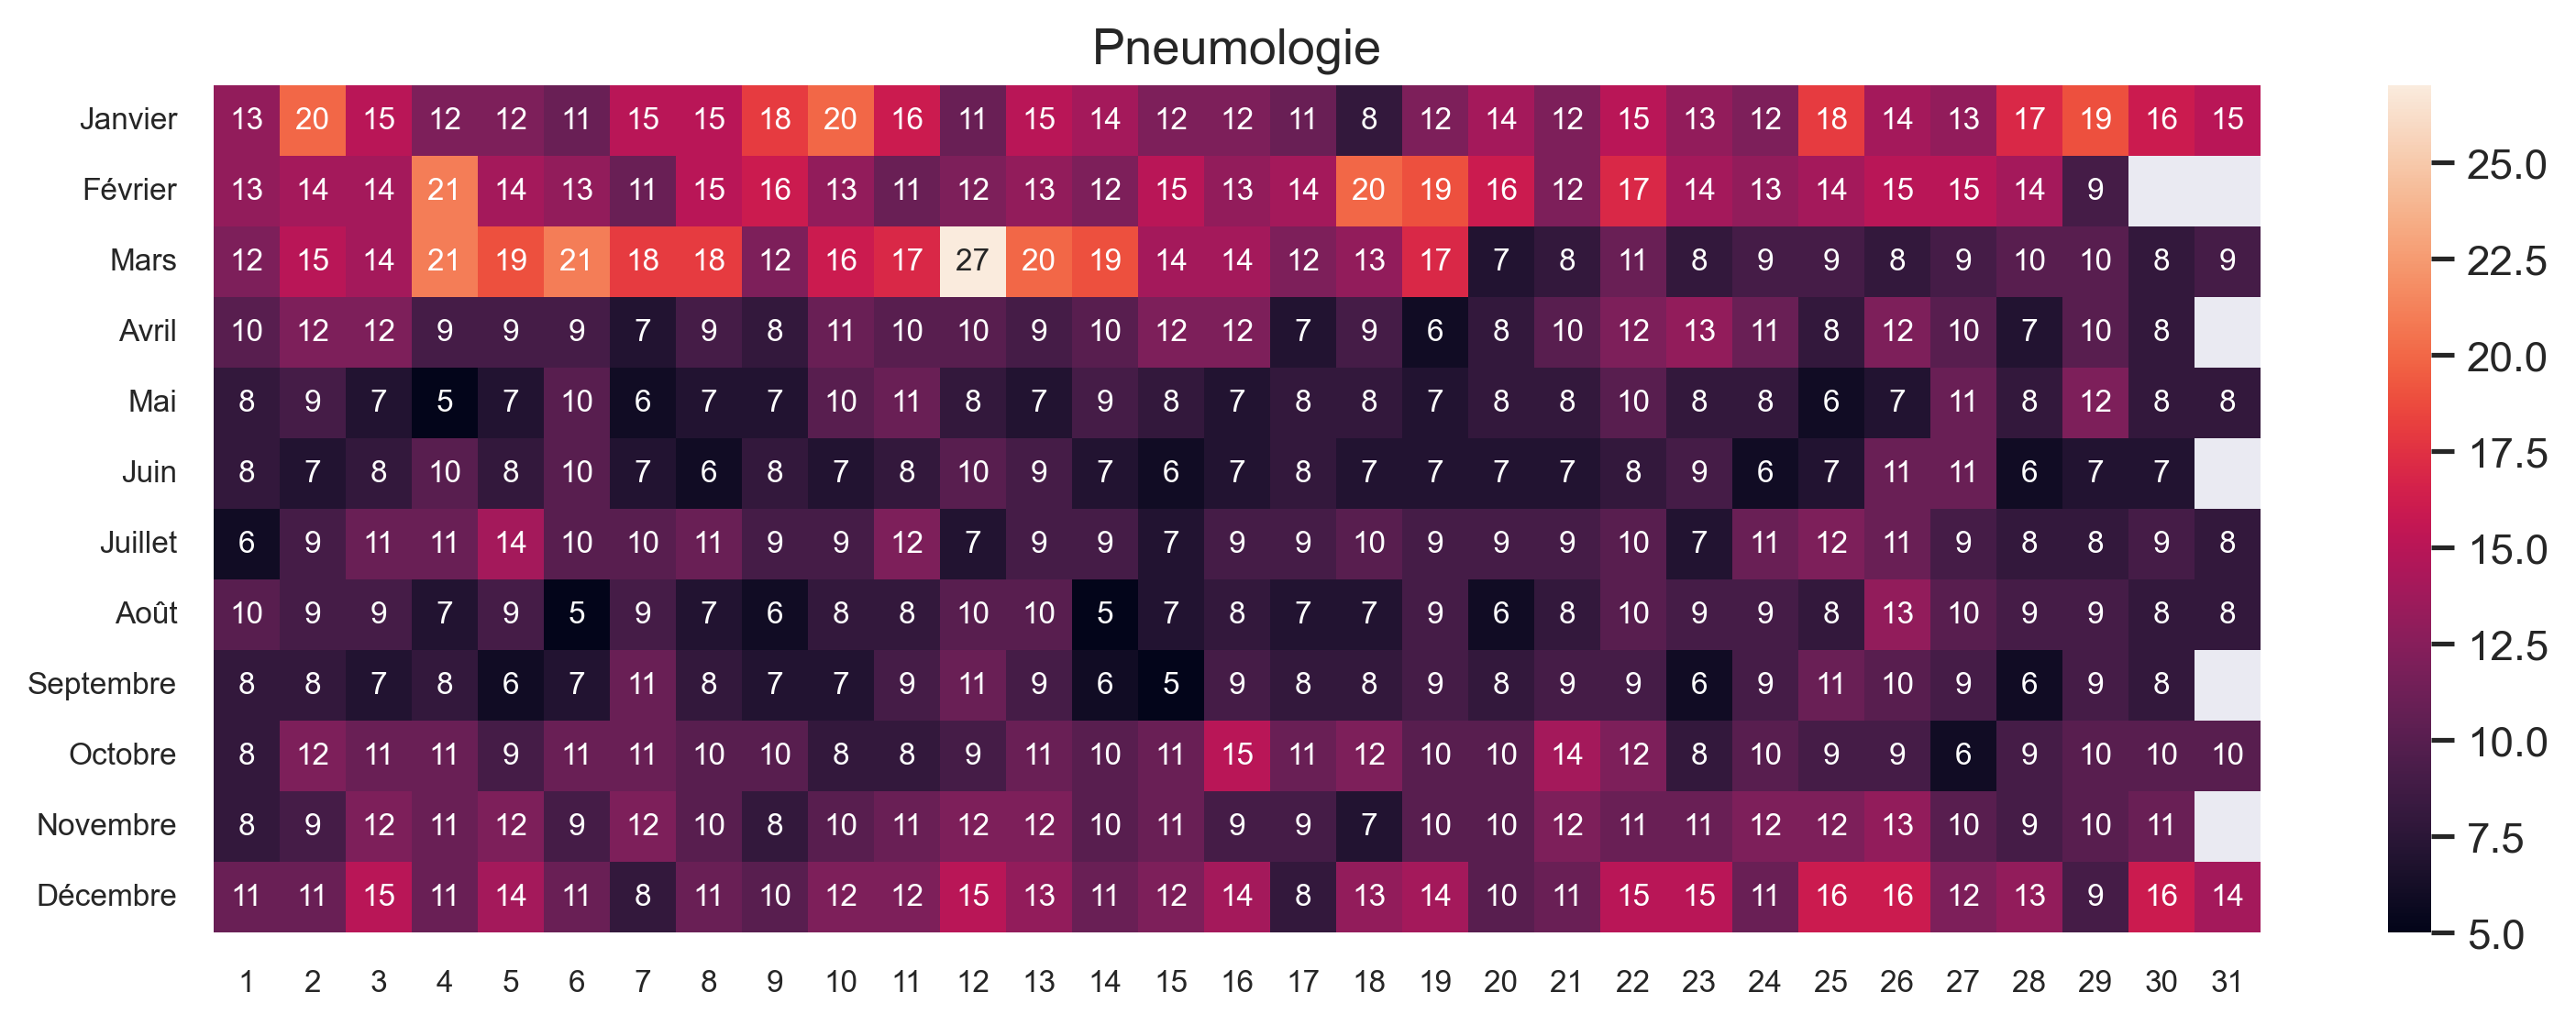 Pneumologie
Janvier 13 20 15 12 12 11 15 15 18 20 16 11 15 14 12 12 11 8 12 14 12 15 13 12 18 14 13 17 19 16 15
Février 13 14 14 21 14 13 11 15 16 13 11 12 13 12 15 13 14 20 19 16 12 17 14 13 14 15 15 14 9
Mars 12 15 14 21 19 21 18 18 12 16 17 27 20 19 14 14 12 13 17 7 8 11 8 9 9 8 9 10 10 8 9
Avril 10 12 12 9 9 9 7 9 8 11 10 10 9 10 12 12 7 9 6 8 10 12 13 11 8 12 10 7 10 8
Mai 8 9 7 5 7 10 6 7 7 10 11 8 7 9 8 7 8 8 7 8 8 10 8 8 6 7 11 8 12 8 8
Juin 8 7 8 10 8 10 7 6 8 7 8 10 9 7 6 7 8 7 7 7 7 8 9 6 7 11 11 6 7 7
Juillet 6 9 11 11 14 10 10 11 9 9 12 7 9 9 7 9 9 10 9 9 9 10 7 11 12 11 9 8 8 9 8
Août 10 9 9 7 9 5 9 7 6 8 8 10 10 5 7 8 7 7 9 6 8 10 9 9 8 13 10 9 9 8 8
Septembre 8 8 7 8 6 7 11 8 7 7 9 11 9 6 5 9 8 8 9 8 9 9 6 9 11 10 9 6 9 8
Octobre 8 12 11 11 9 11 11 10 10 8 8 9 11 10 11 15 11 12 10 10 14 12 8 10 9 9 6 9 10 10 10
Novembre 8 9 12 11 12 9 12 10 8 10 11 12 12 10 11 9 9 7 10 10 12 11 11 12 12 13 10 9 10 11
Décembre 11 11 15 11 14 11 8 11 10 12 12 15 13 11 12 14 8 13 14 10 11 15 15 11 16 16 12 13 9 16 14
1 2 3 4 5 6 7 8 9 10 11 12 13 14 15 16 17 18 19 20 21 22 23 24 25 26 27 28 29 30 31
25.0
22.5
20.0
17.5
15.0
12.5
10.0
7.5
5.0